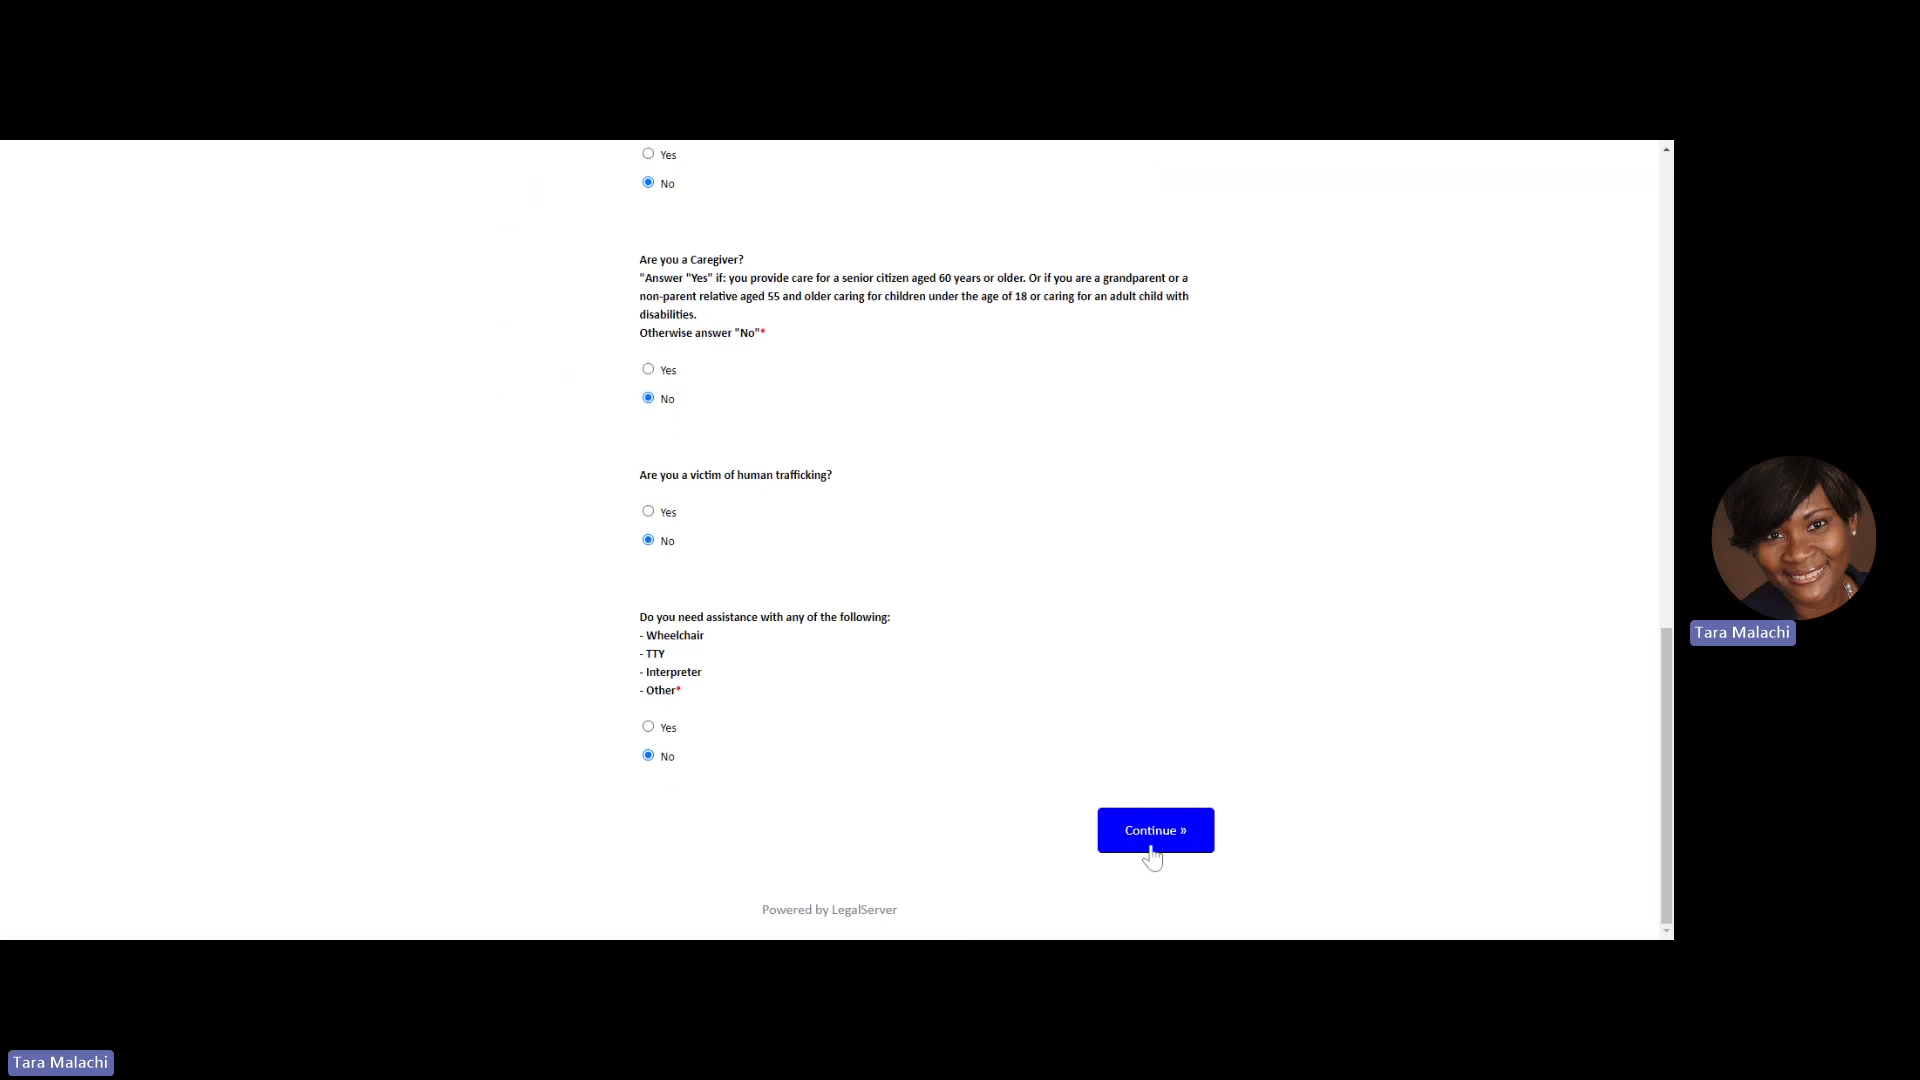 Yes
No
Are you a Caregiver?
"Answer "Yes" if: you provide care for a senior citizen aged 60 years or older. Or if you are a grandparent or a
non-parent relative aged 55 and older caring for children under the age of 18 or caring for an adult child with
disabilities.
Otherwise answer "No"*
Yes
No
Are you a victim of human trafficking?
Yes
No
Do you need assistance with any of the following:
- Wheelchair
- TTY
- Interpreter
- Other*
Yes
No
Continue »
Powered by LegalServer
Tara Malachi
Tara Malachi